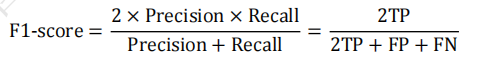 F1-score = 2 × Precision × Recall / Precision + Recall = 2TP / 2TP + FP + FN